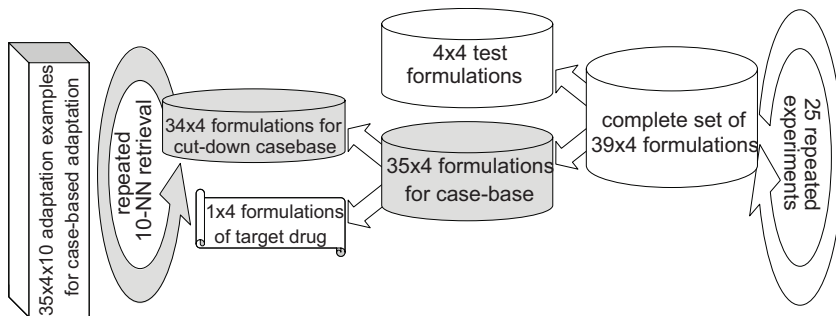 35x4x10 adaptation examples
for case-based adaptation
repeated
10-NN retrieval
34x4 formulations for
cut-down casebase
1x4 formulations
of target drug
4x4 test
formulations
35x4 formulations
for case-base
complete set of
39x4 formulations
25 repeated
experiments